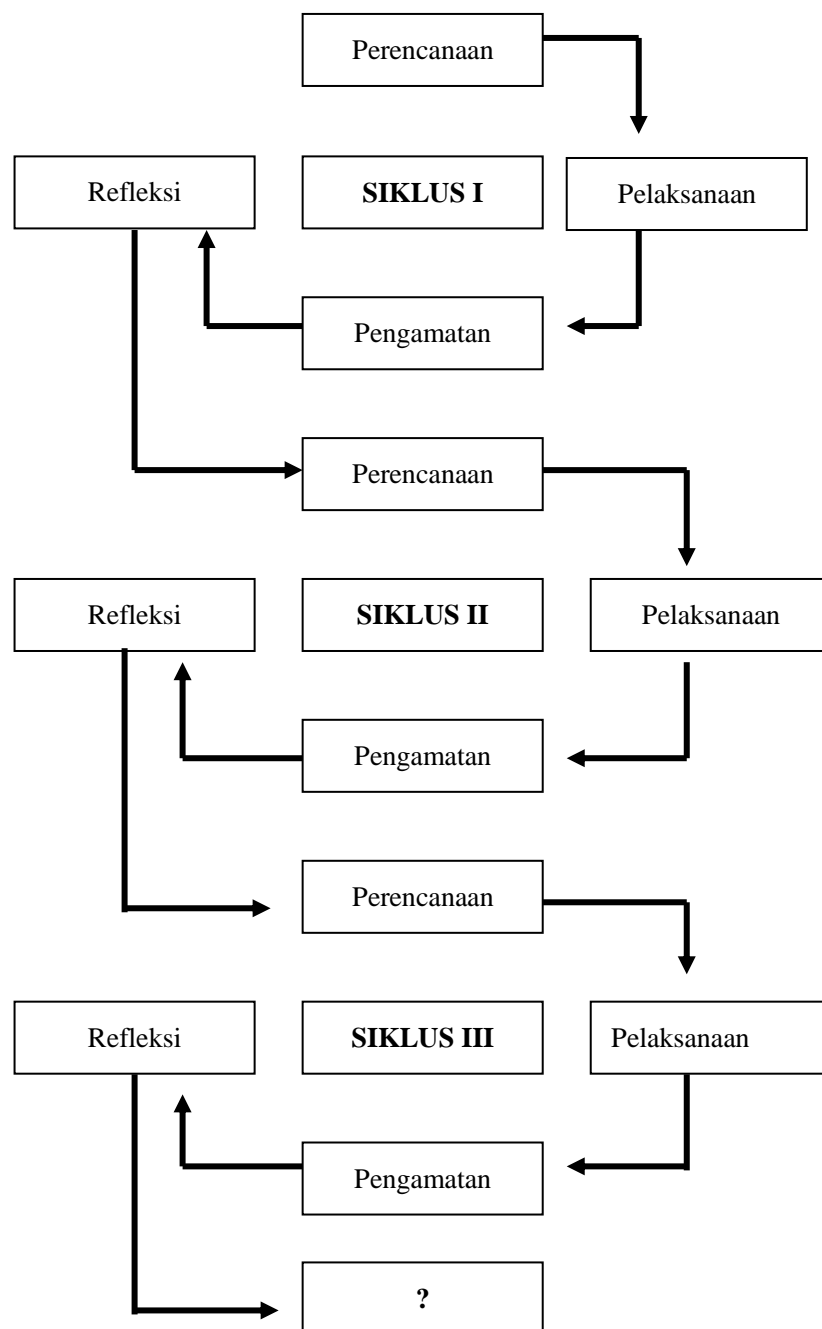 Perencanaan
Refleksi
SIKLUS I
Pelaksanaan
Pengamatan
Perencanaan
Refleksi
SIKLUS II
Pelaksanaan
Pengamatan
Perencanaan
Refleksi
SIKLUS III
Pelaksanaan
Pengamatan
?